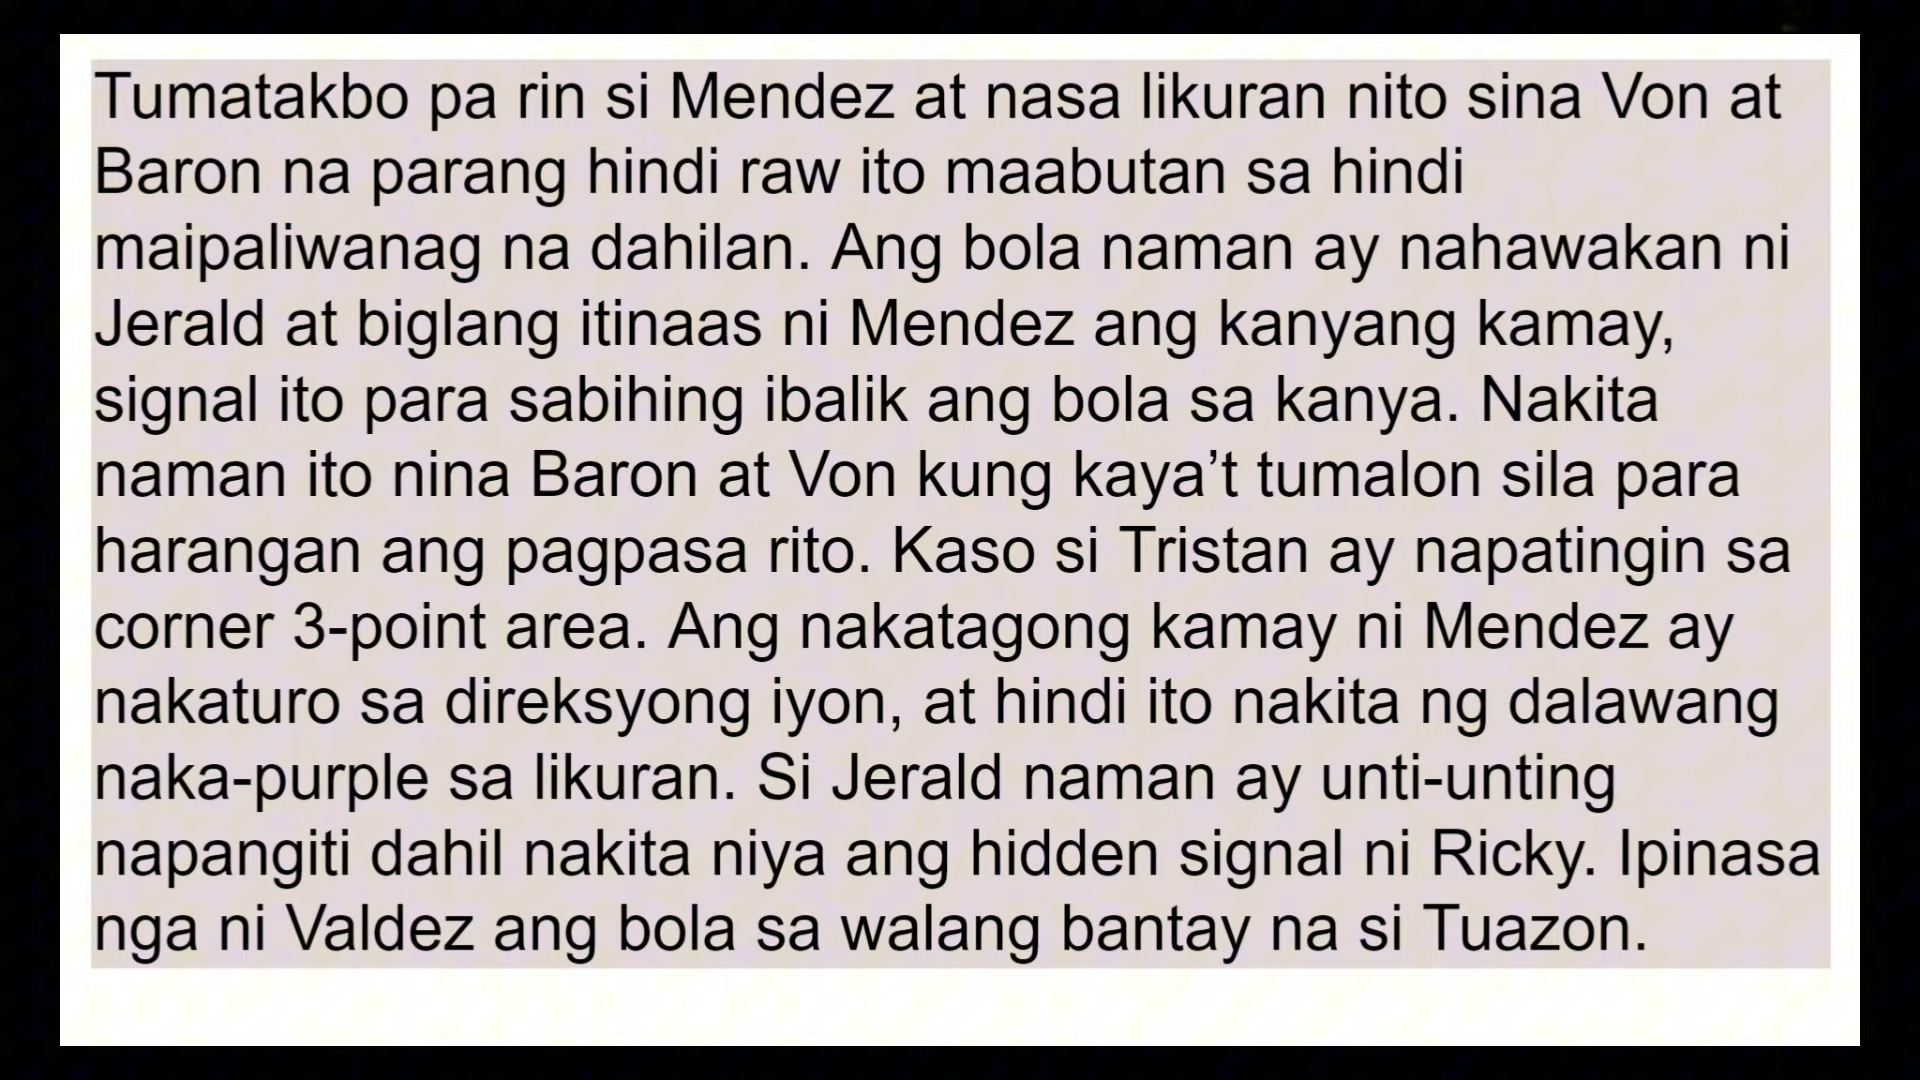 Tumatakbo pa rin si Mendez at nasa likuran nito sina Von at
Baron na parang hindi raw ito maabutan sa hindi
maipaliwanag na dahilan. Ang bola naman ay nahawakan ni
Jerald at biglang itinaas ni Mendez ang kanyang kamay,
signal ito para sabihing ibalik ang bola sa kanya. Nakita
naman ito nina Baron at Von kung kaya’t tumalon sila para
harangan ang pagpasa rito. Kaso si Tristan ay napatingin sa
corner 3-point area. Ang nakatagong kamay ni Mendez ay
nakaturo sa direksyong iyon, at hindi ito nakita ng dalawang
naka-purple sa likuran. Si Jerald naman ay unti-unting
napangiti dahil nakita niya ang hidden signal ni Ricky. Ipinasa
nga ni Valdez ang bola sa walang bantay na si Tuazon.